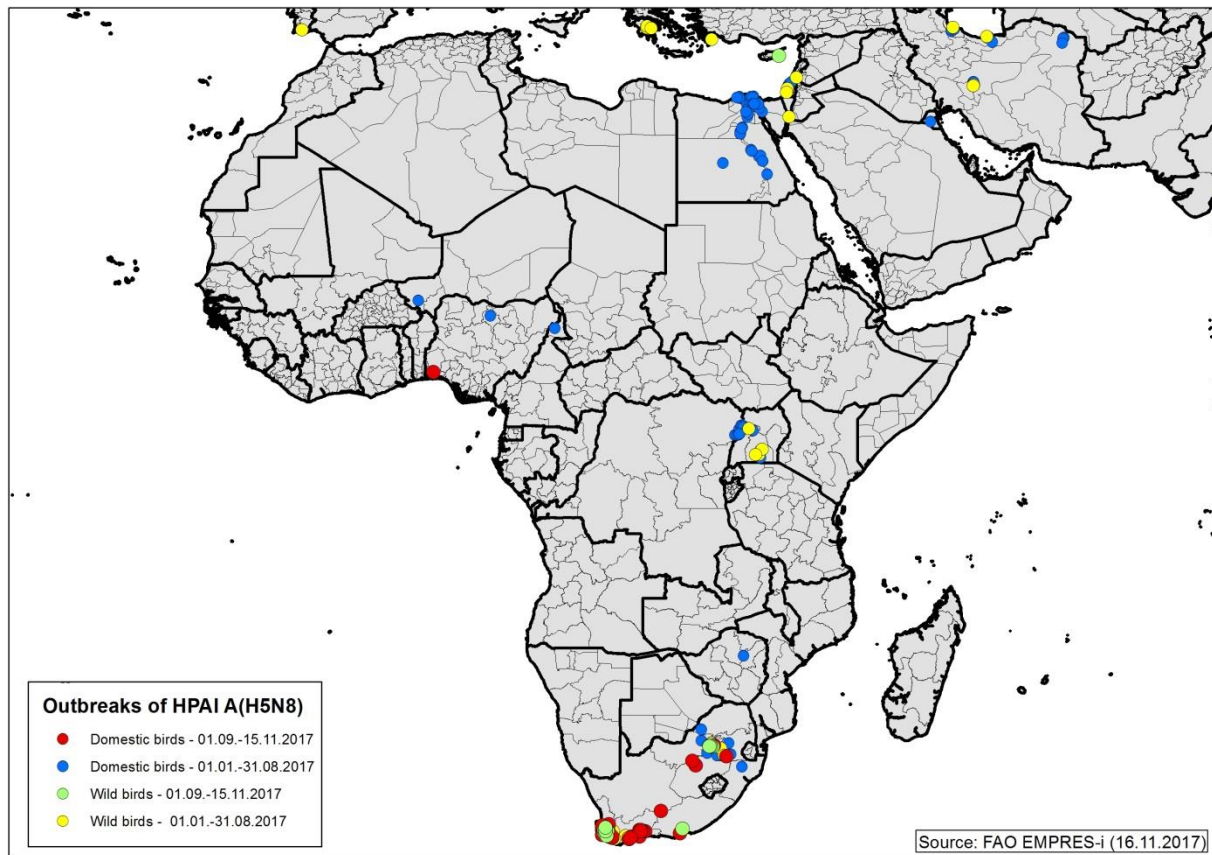 Outbreaks of HPAI A(H5N8)
Domestic birds - 01.09.-15.11.2017
Domestic birds - 01.01.-31.08.2017
Wild birds - 01.09.-15.11.2017
Wild birds - 01.01.-31.08.2017
Source: FAO EMPRES-i (16.11.2017)